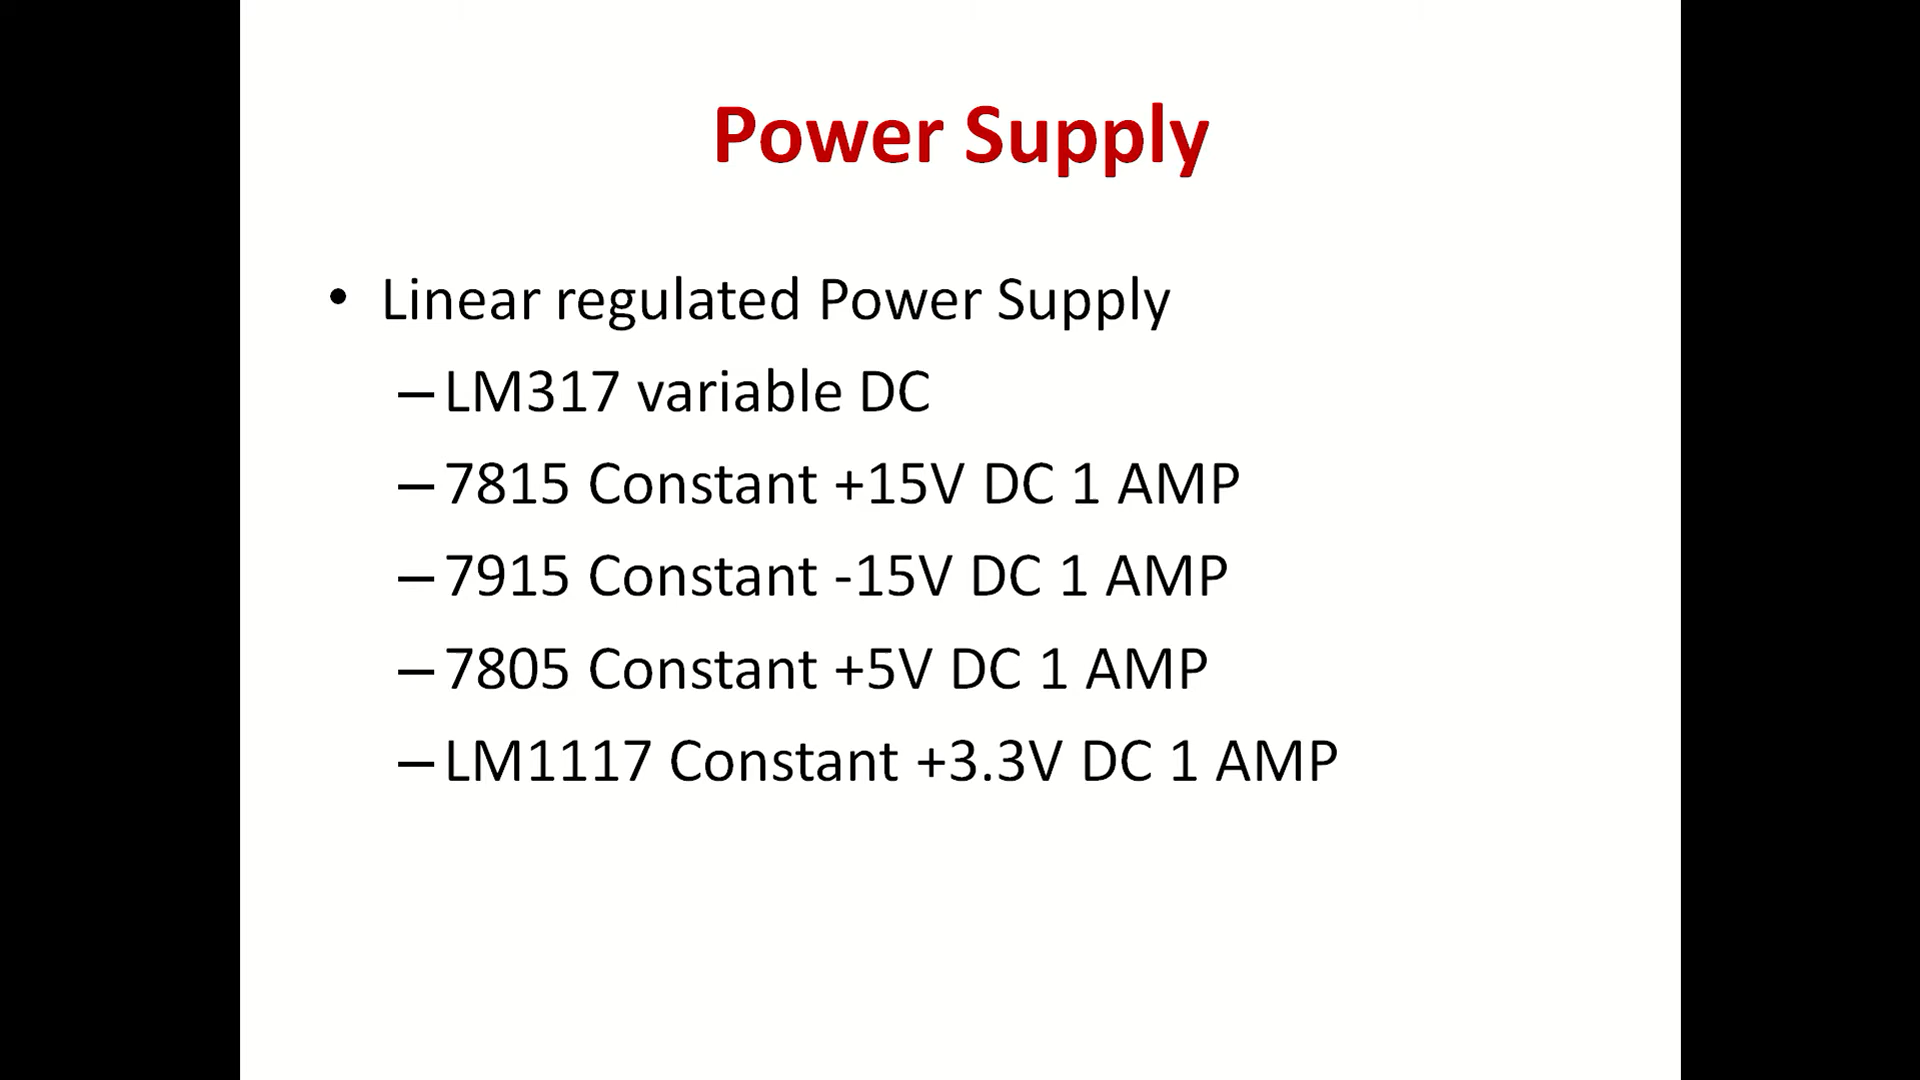 Power Supply
• Linear regulated Power Supply
–LM317 variable DC
–7815 Constant +15V DC 1 AMP
–7915 Constant -15V DC 1 AMP
–7805 Constant +5V DC 1 AMP
–LM1117 Constant +3.3V DC 1 AMP